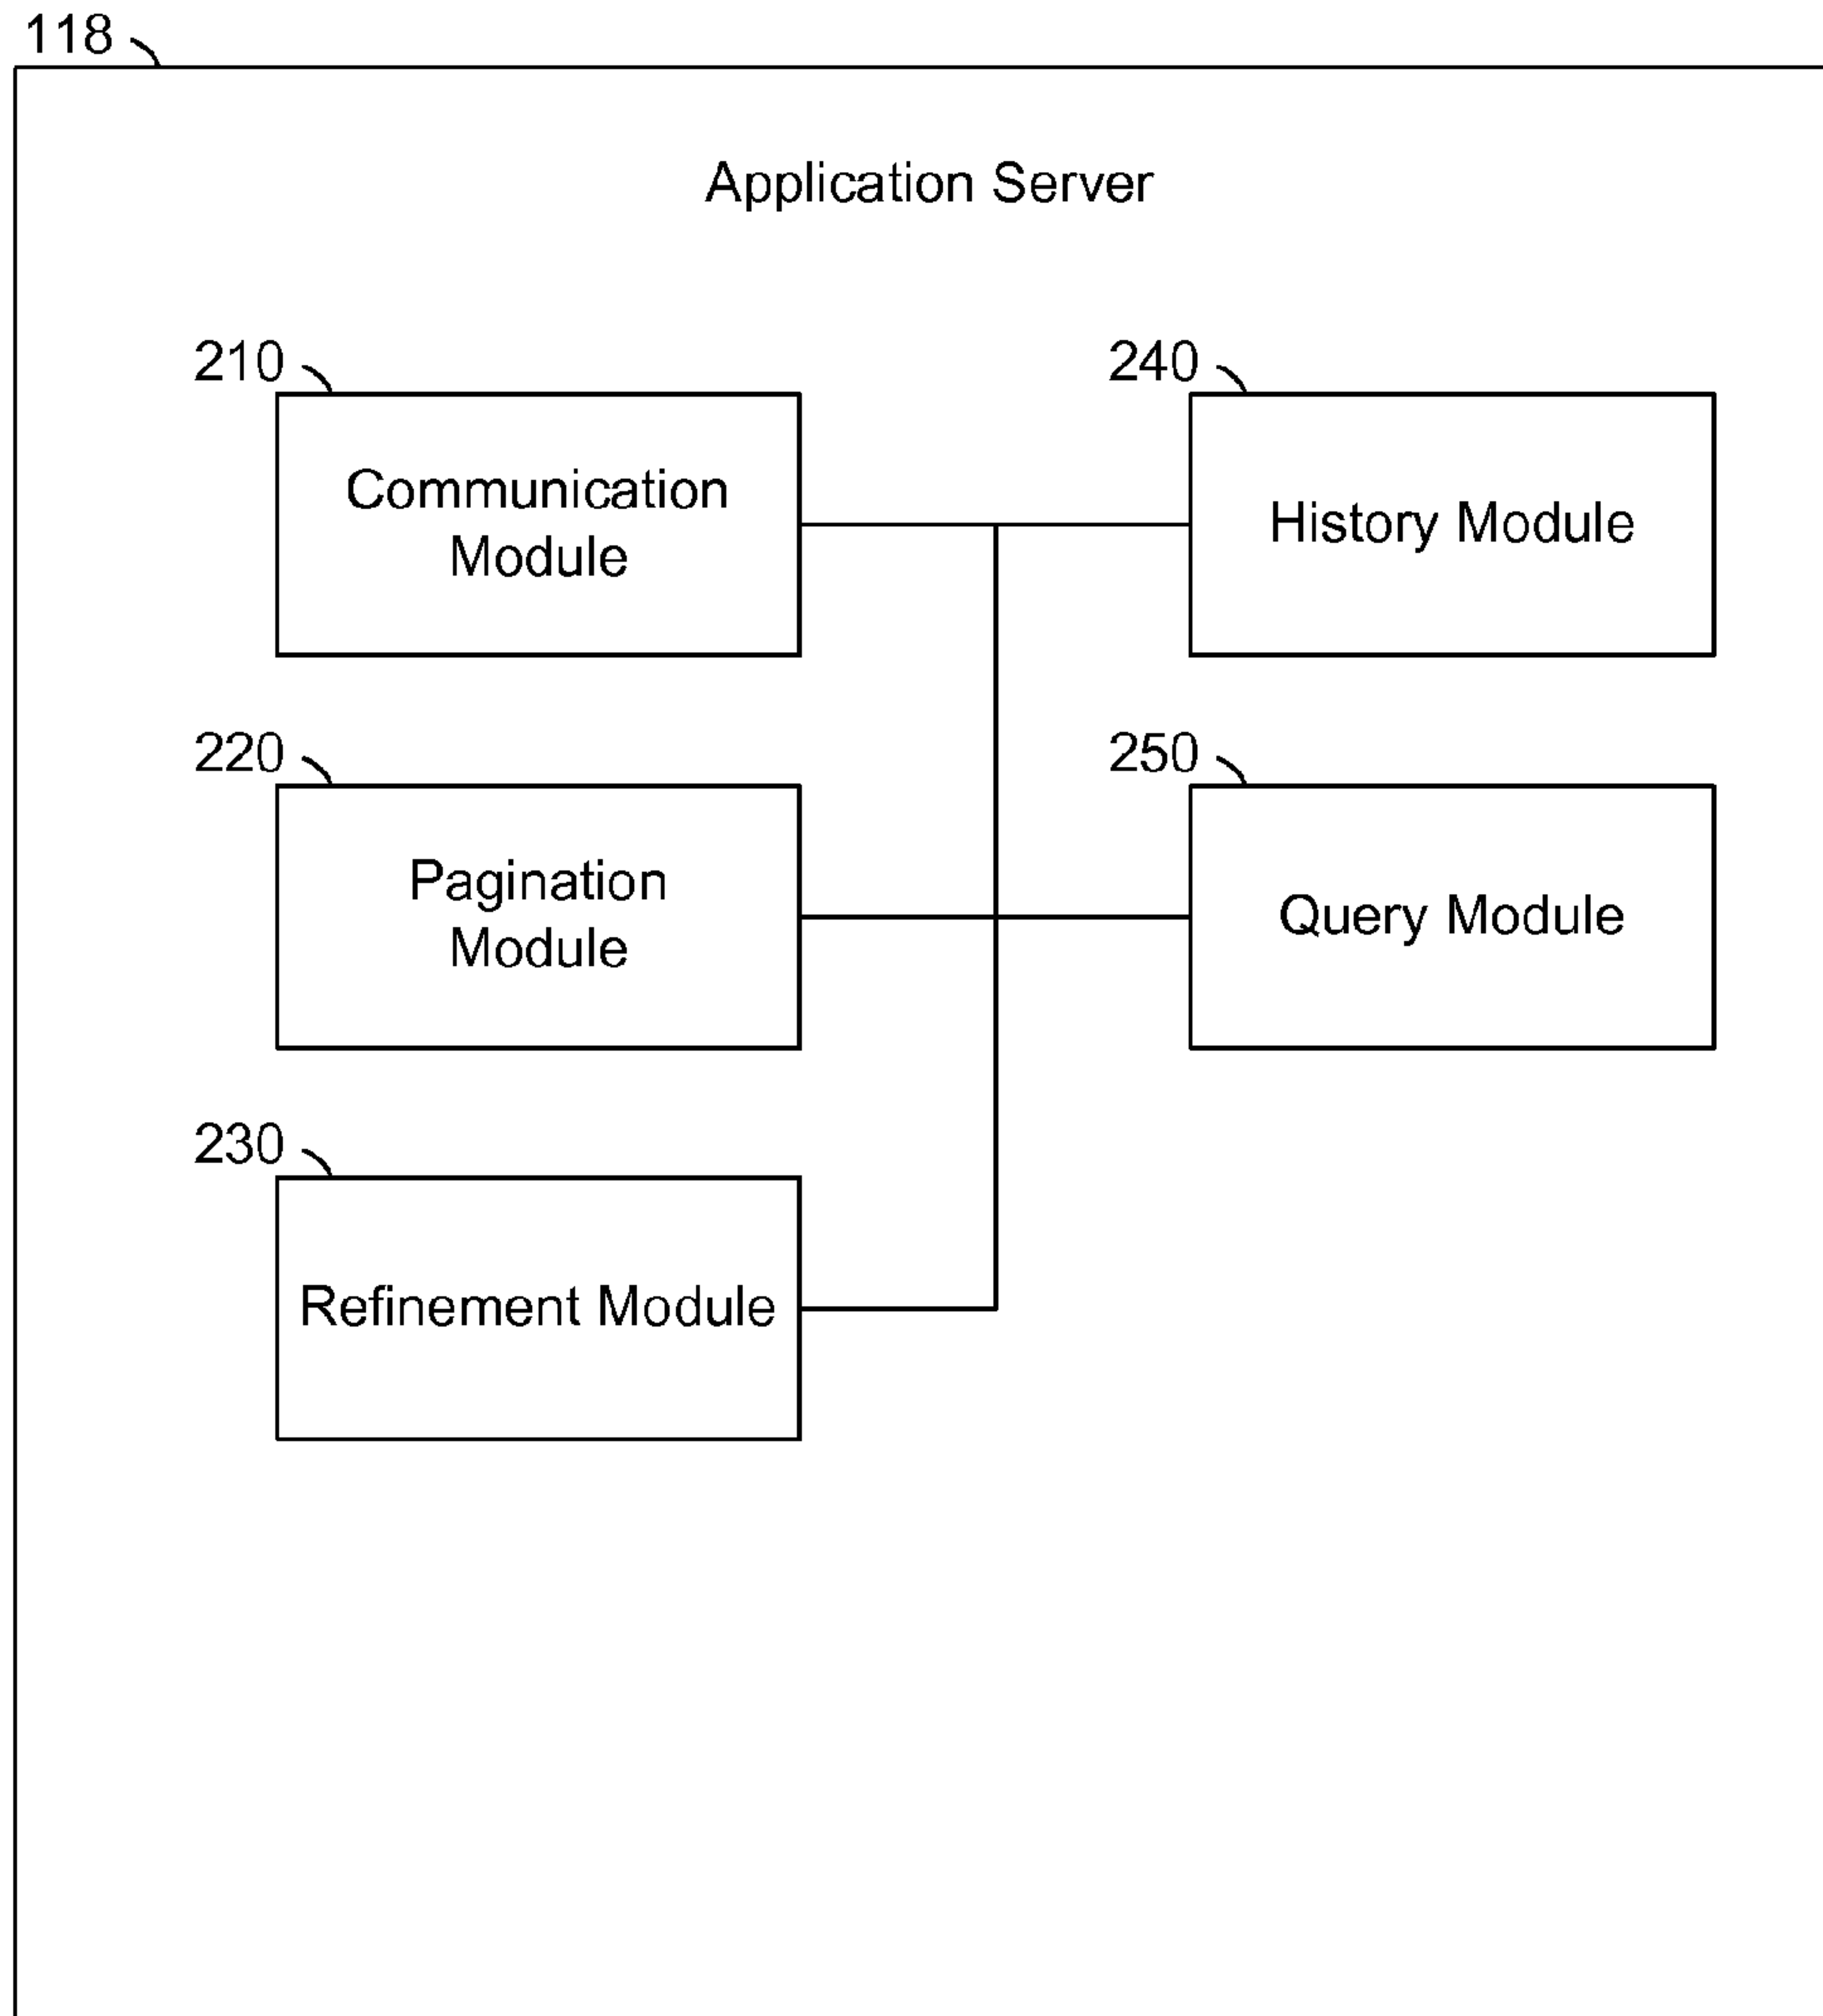 118
Application Server
210
Communication
Module
240
History Module
220
Pagination
Module
250
Query Module
230
Refinement Module